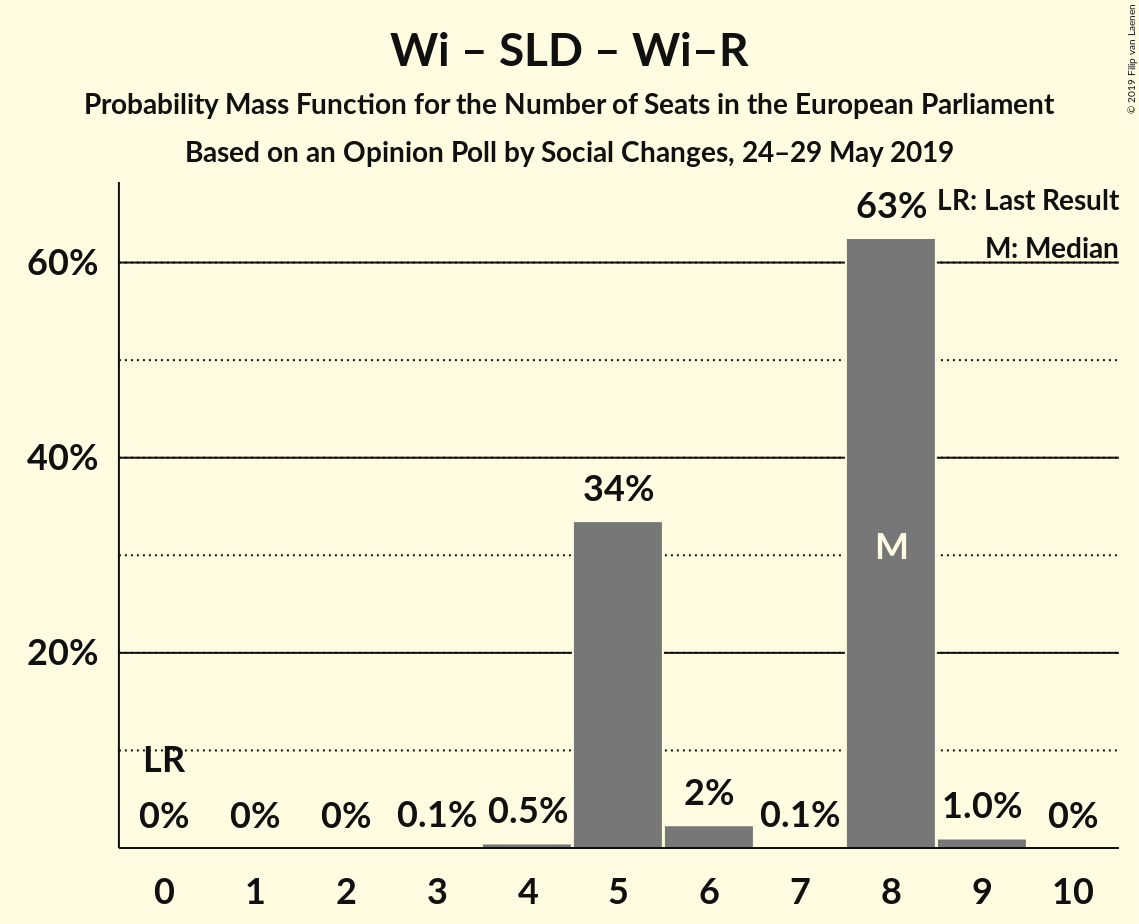 Wi – SLD – Wi–R
Probability Mass Function for the Number of Seats in the European Parliament
Based on an Opinion Poll by Social Changes, 24–29 May 2019
© 2019 Filip van Laenen
LR: Last Result
M: Median
60%
40%
20%
LR
0%
0%
0%
0.1%
0.5%
34%
2%
0.1%
63%
M
1.0%
0%
0 1 2 3 4 5 6 7 8 9 10